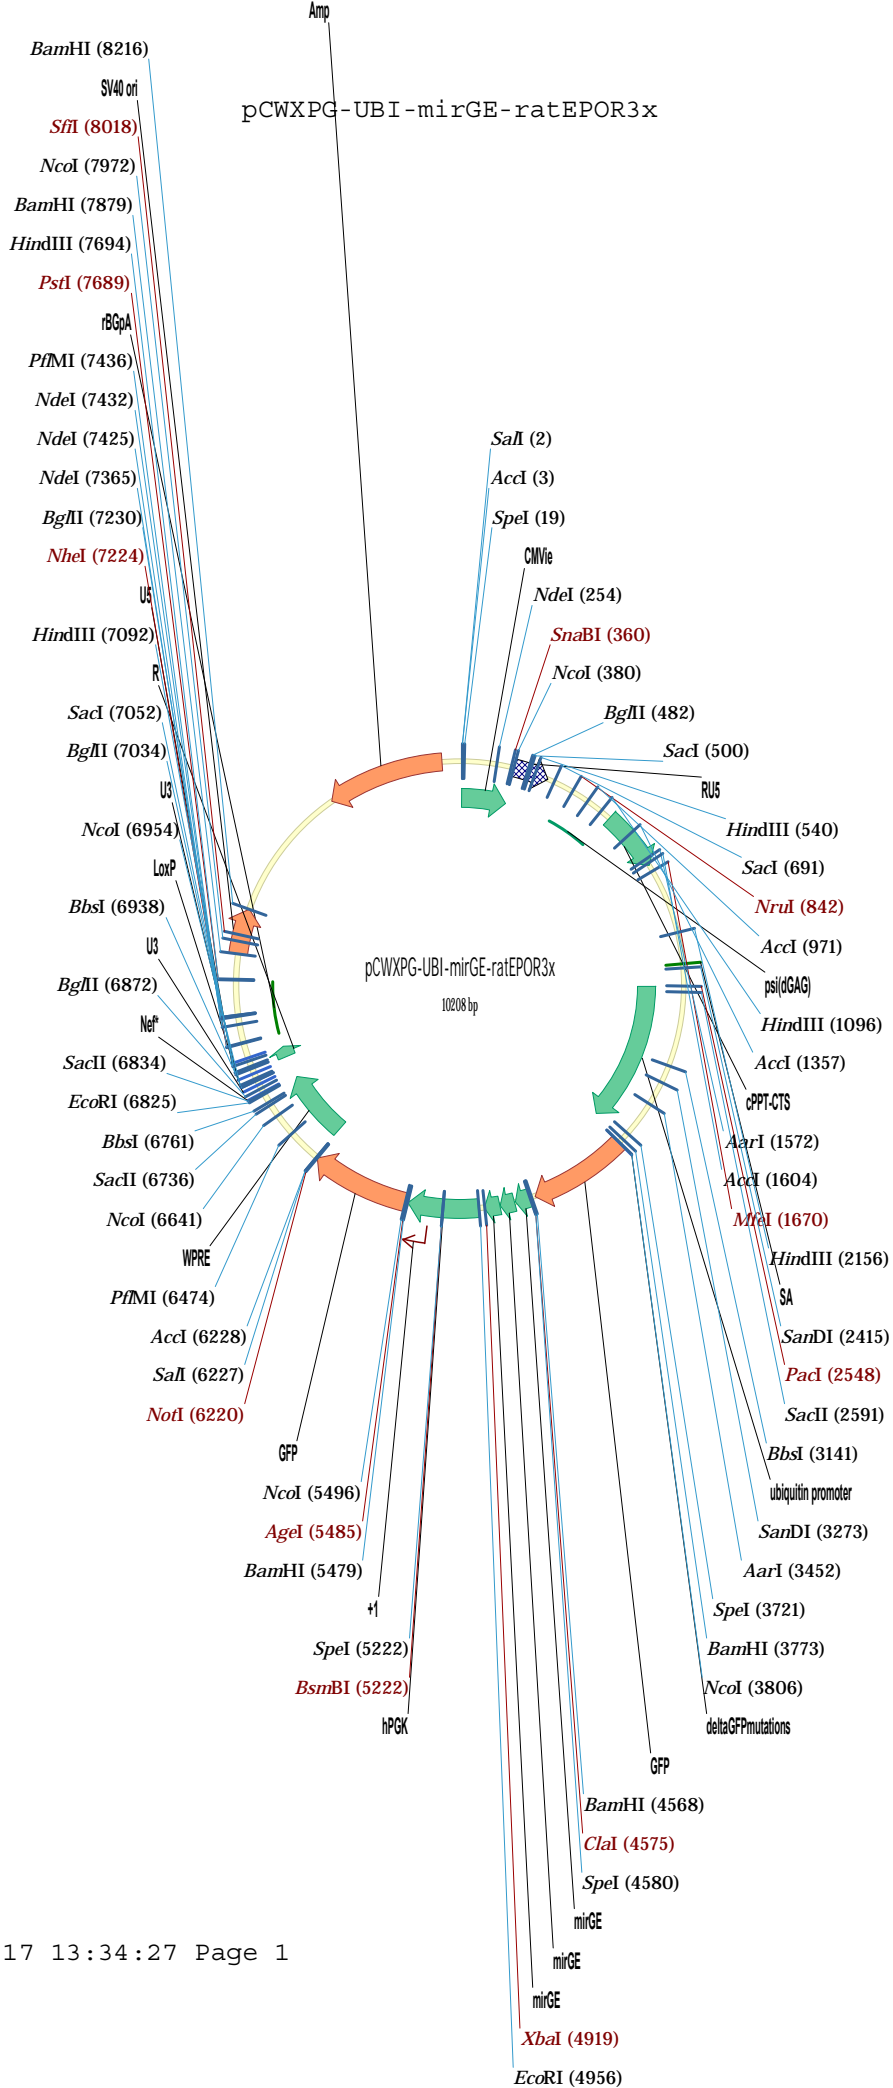 Amp
BamHI (8216)
SV40 ori
pCWXPG-UBI-mirGE-ratEPOR3x
SfiI (8018)
NcoI (7972)
BamHI (7879)
HindIII (7694)
PstI (7689)
rBGpA
PflMI (7436)
NdeI (7432)
NdeI (7425)
NdeI (7365)
BglII (7230)
NheI (7224)
U5
HindIII (7092)
R
SacI (7052)
BglII (7034)
U3
NcoI (6954)
LoxP
BbsI (6938)
U3
BglII (6872)
Nef*
SacII (6834)
EcoRI (6825)
BbsI (6761)
SacII (6736)
NcoI (6641)
WPRE
PflMI (6474)
AccI (6228)
SalI (6227)
NotI (6220)
GFP
NcoI (5496)
AgeI (5485)
BamHI (5479)
+1
SpeI (5222)
BsmBI (5222)
hPGK
SalI (2)
AccI (3)
SpeI (19)
CMVie
NdeI (254)
SnaBI (360)
NcoI (380)
BglII (482)
SacI (500)
RU5
HindIII (540)
SacI (691)
NruI (842)
AccI (971)
psi(dGAG)
HindIII (1096)
AccI (1357)
cPPT-CTS
AarI (1572)
AccI (1604)
MfeI (1670)
HindIII (2156)
SA
SanDI (2415)
PacI (2548)
SacII (2591)
BbsI (3141)
ubiquitin promoter
SanDI (3273)
AarI (3452)
SpeI (3721)
BamHI (3773)
NcoI (3806)
deltaGFPmutations
GFP
BamHI (4568)
ClaI (4575)
SpeI (4580)
mirGE
mirGE
mirGE
XbaI (4919)
EcoRI (4956)
pCWXPG-UBI-mirGE-ratEPOR3x
10208 bp
17 13:34:27 Page 1